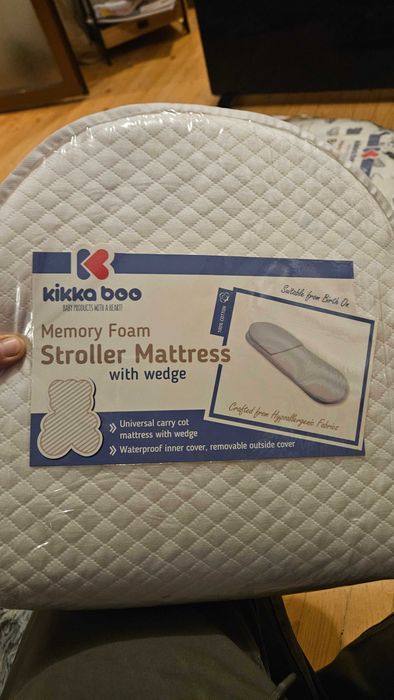 kikka boo
BABY PRODUCTS WITH A HEART!
Memory Foam
Stroller Mattress
with wedge
Universal carry cot
mattress with wedge
Waterproof inner cover, removable outside cover
100% COTTON
Suitable from Birth On
Crafted from Hypoallergenic Fabrics